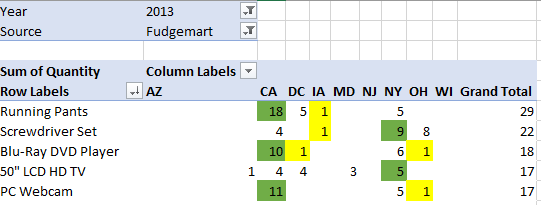 Year 2013
Source Fudgemart
Sum of Quantity Column Labels
Row Labels AZ CA DC IA MD NJ NY OH WI Grand Total
Running Pants 18 5 1 5 29
Screwdriver Set 4 1 9 8 22
Blu-Ray DVD Player 10 1 6 1 18
50" LCD HD TV 1 4 4 3 5 17
PC Webcam 11 5 1 17